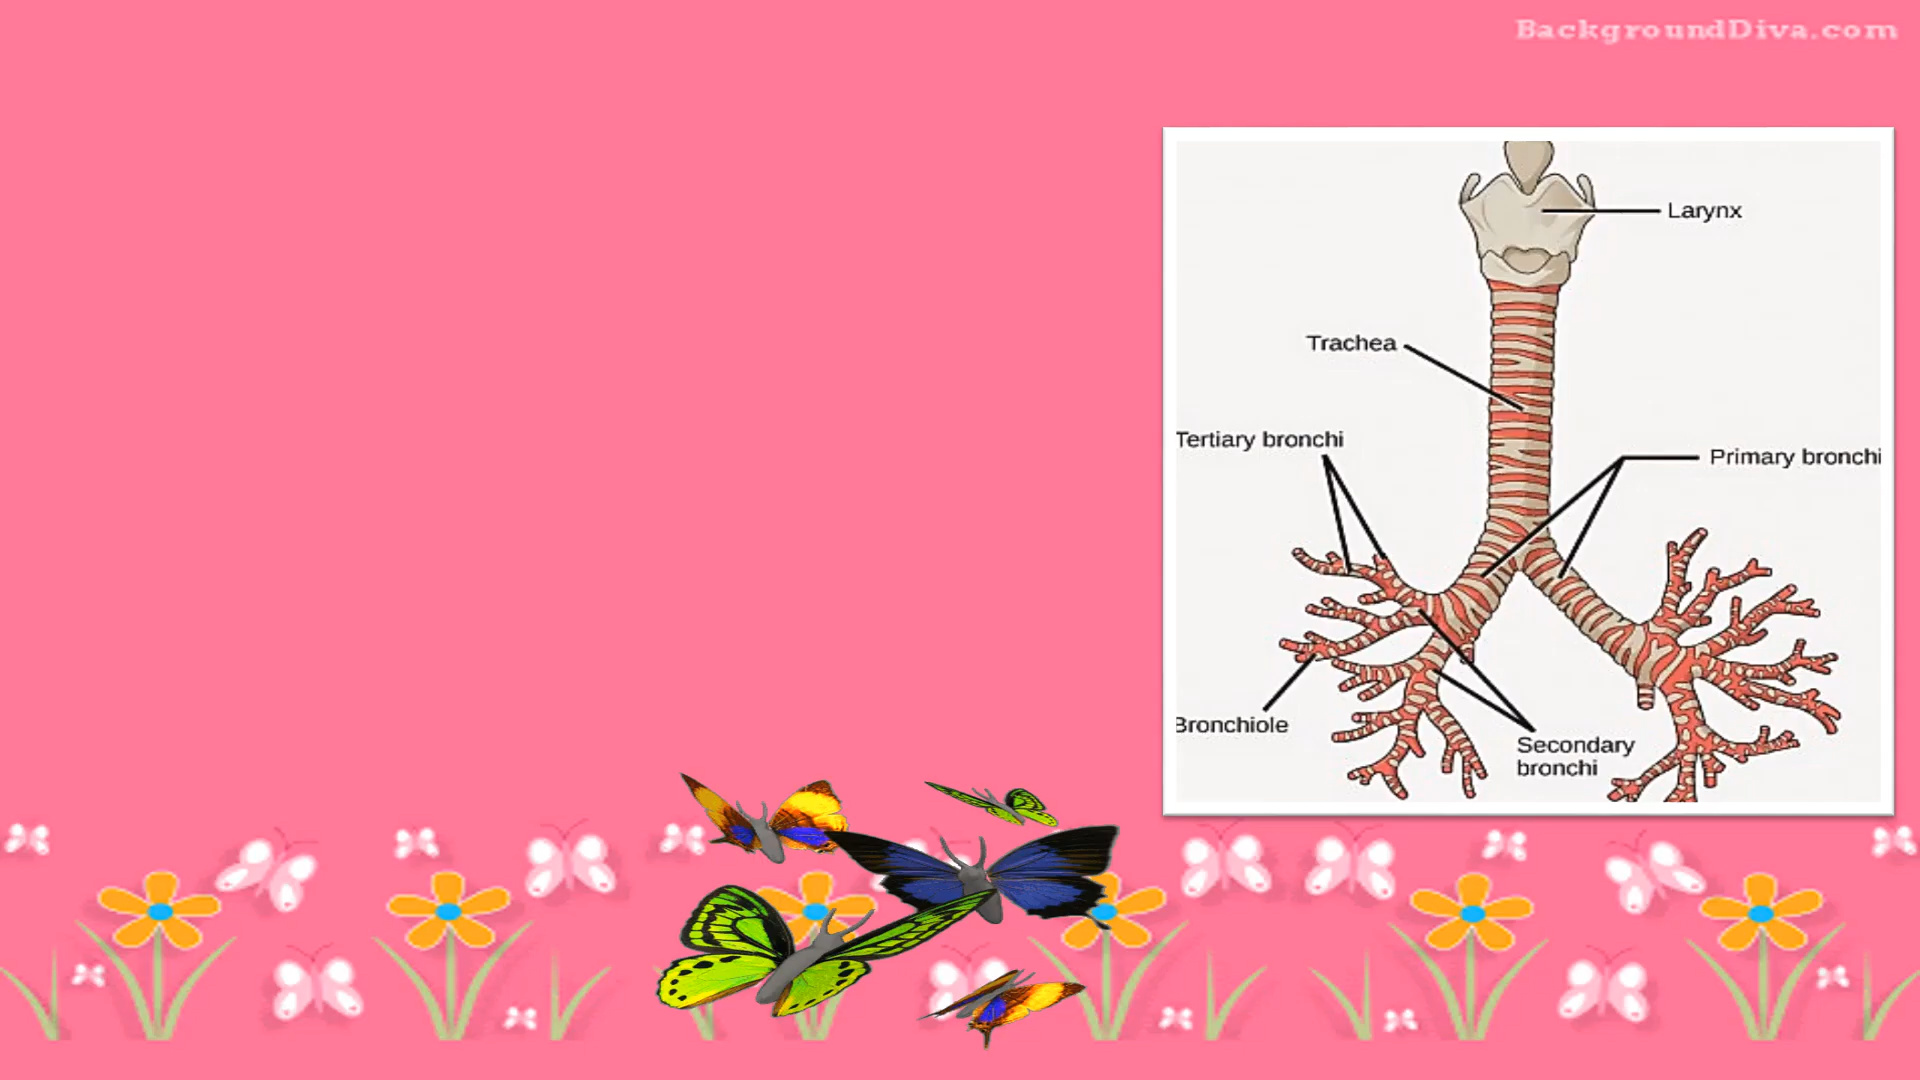 BackgroundDiva.com
Larynx
Trachea
Tertiary bronchi
Primary bronchi
Bronchiole
Secondary
bronchi